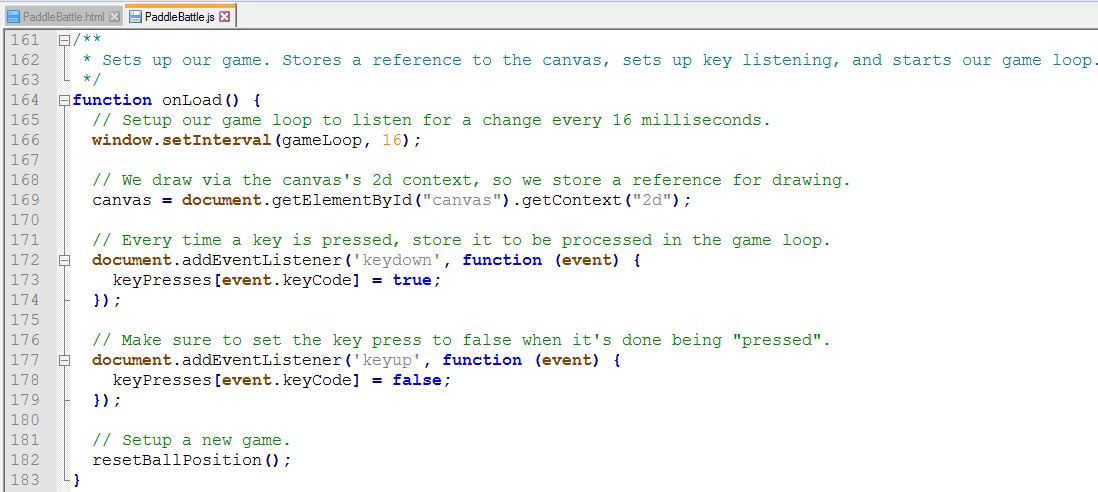 PaddleBattle.html PaddleBattle.js
161 /**
162  * Sets up our game. Stores a reference to the canvas, sets up key listening, and starts our game loop.
163  */
164 function onLoad() {
165   // Setup our game loop to listen for a change every 16 milliseconds.
166   window.setInterval(gameLoop, 16);
167
168   // We draw via the canvas's 2d context, so we store a reference for drawing.
169   canvas = document.getElementById("canvas").getContext("2d");
170
171   // Every time a key is pressed, store it to be processed in the game loop.
172   document.addEventListener('keydown', function (event) {
173     keyPresses[event.keyCode] = true;
174   });
175
176   // Make sure to set the key press to false when it's done being "pressed".
177   document.addEventListener('keyup', function (event) {
178     keyPresses[event.keyCode] = false;
179   });
180
181   // Setup a new game.
182   resetBallPosition();
183 }